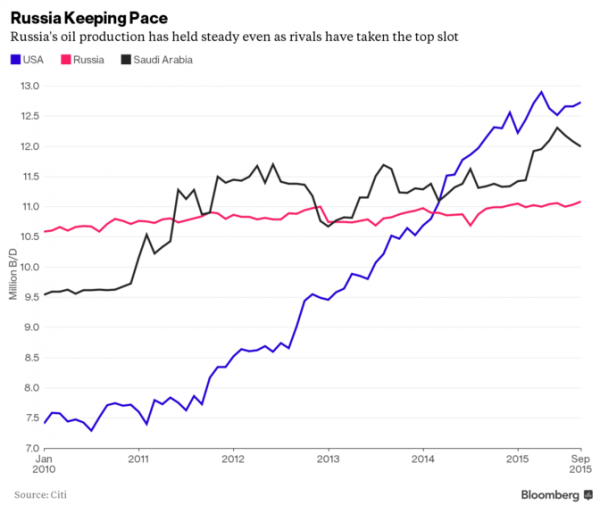 Russia Keeping Pace
Russia's oil production has held steady even as rivals have taken the top slot
USA Russia Saudi Arabia
13.0
12.5
12.0
11.5
11.0
10.5
10.0
9.5
9.0
8.5
8.0
7.5
7.0
Million B/D
Jan 2011 2012 2013 2014 2015 Sep
2010 2015
Source: Citi Bloomberg